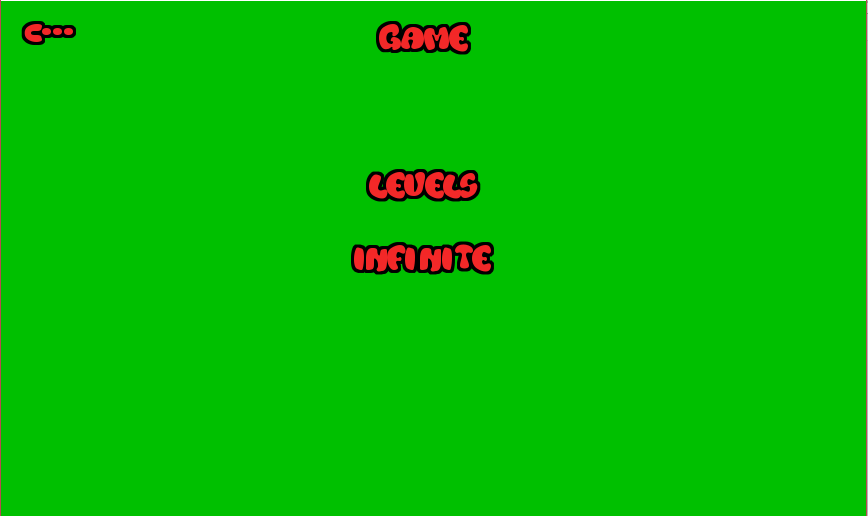 C---
GAME
LEVELS
INFINITE